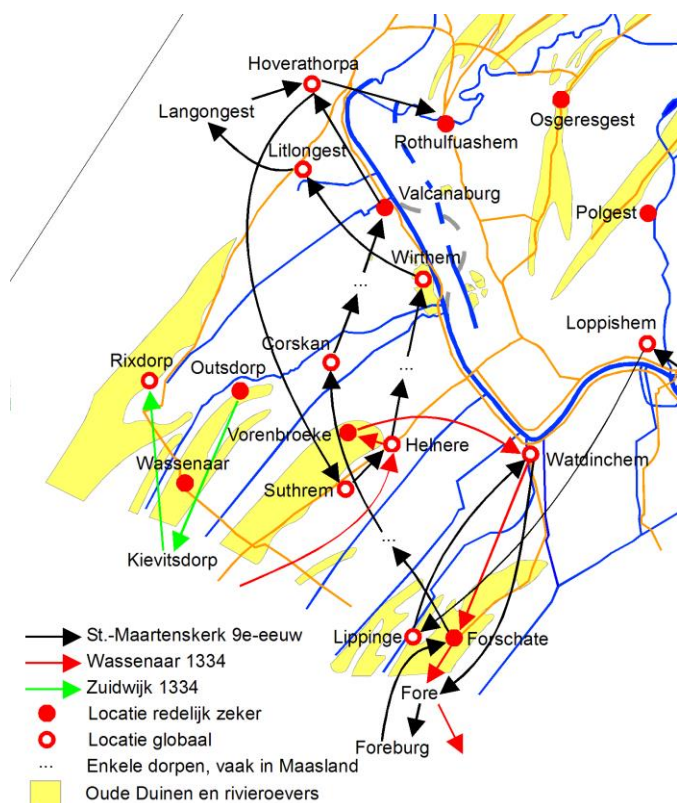 Hoverathorpa
Langongest
Rothulfuashem
Osgeresgest
Litlongest
Valcanaburg
Polgest
Wirthem
...
Loppishem
Corskan
Rixdorp
Outsdorp
...
Vorenbroeke
Helnere
Watdinchem
Wassenaar
Suthrem
...
Kievitsdorp
Lippinge
Forschate
Fore
Foreburg
St.-Maartenskerk 9e-eeuw
Wassenaar 1334
Zuidwijk 1334
Locatie redelijk zeker
Locatie globaal
... Enkele dorpen, vaak in Maasland
Oude Duinen en rivieroevers